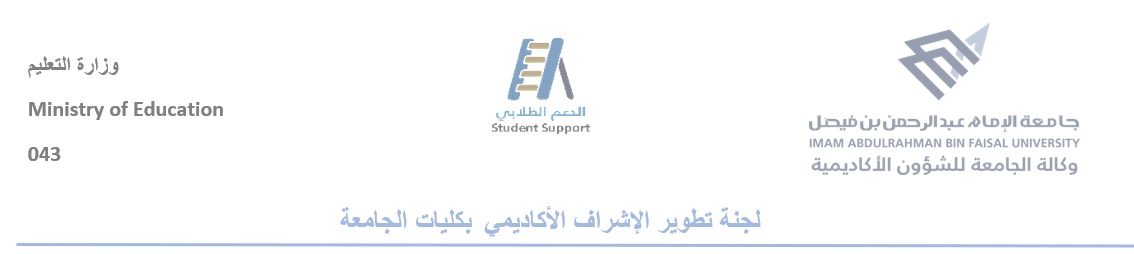 وزارة التعليم
Ministry of Education
043
الدعم الطلابي
Student Support
جامعة الإمام عبدالرحمن بن فيصل
IMAM ABDULRAHMAN BIN FAISAL UNIVERSITY
وكالة الجامعة للشؤون الأكاديمية
لجنة تطوير الإشراف الأكاديمي بكليات الجامعة